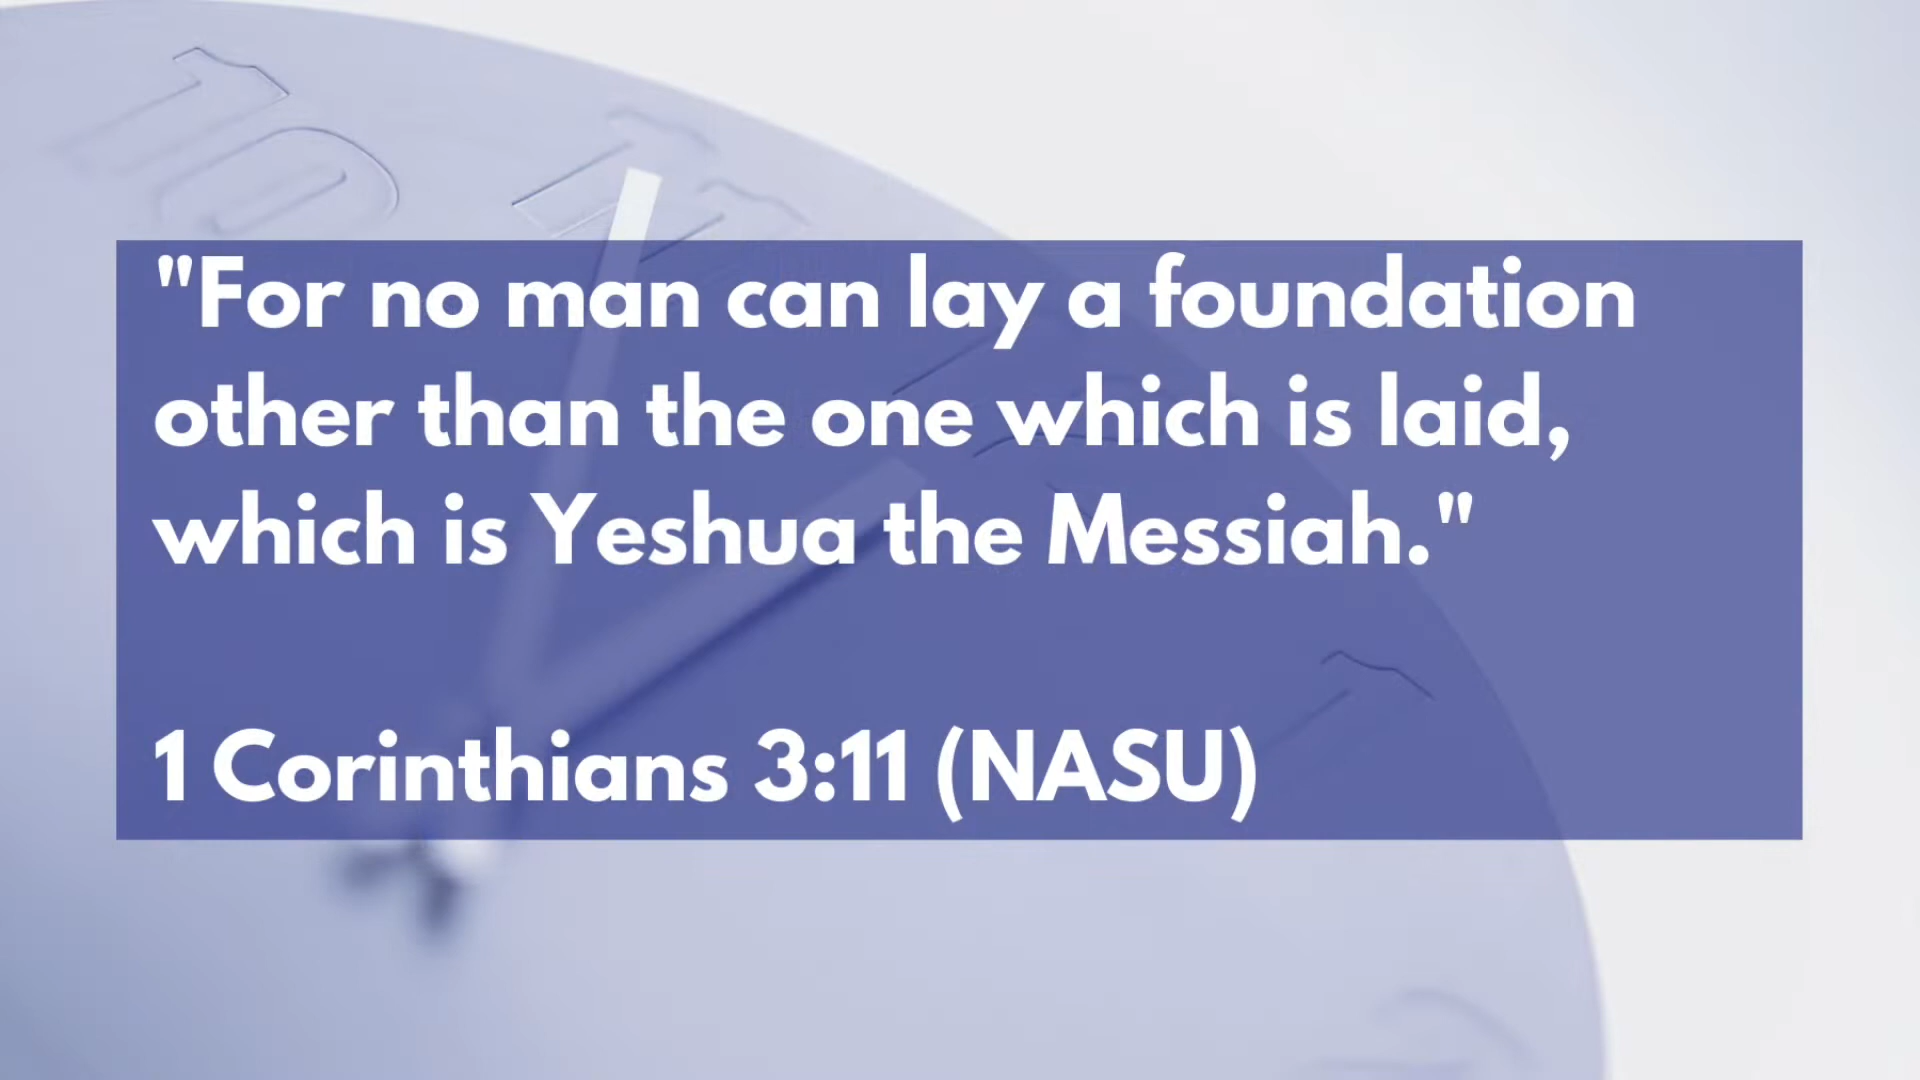 "For no man can lay a foundation
other than the one which is laid,
which is Yeshua the Messiah."
1 Corinthians 3:11 (NASU)